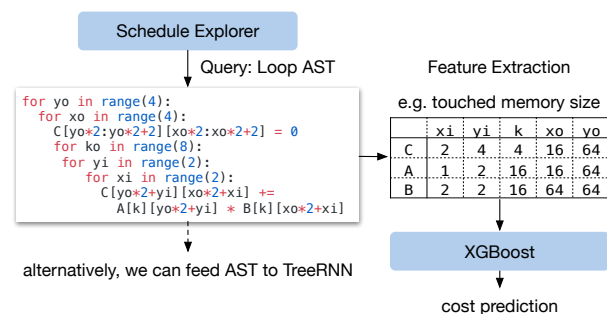 Schedule Explorer
Query: Loop AST
for yo in range(4):
for xo in range(4):
C[yo*2:yo*2+2][xo*2:xo*2+2] = 0
for ko in range(8):
for yi in range(2):
for xi in range(2):
C[yo*2+yi][xo*2+xi] +=
A[k][yo*2+yi] * B[k][xo*2+xi]
alternatively, we can feed AST to TreeRNN
Feature Extraction
e.g. touched memory size
xi yi k xo yo
C 2 4 4 16 64
A 1 2 16 16 64
B 2 2 16 64 64
XGBoost
cost prediction